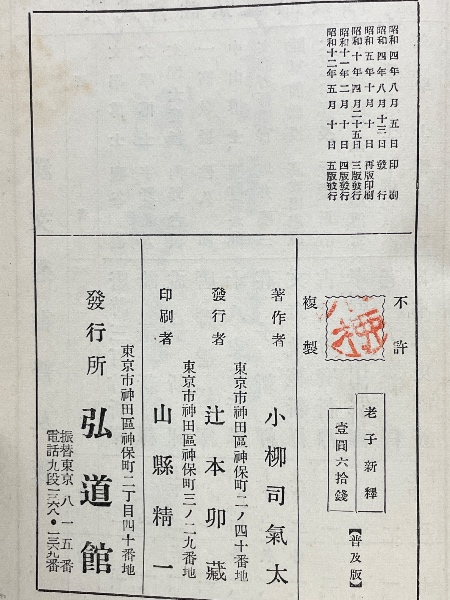 昭和四年八月五日印刷
昭和四年八月十三日發行
昭和五年十月十日再版印刷
昭和十年四月二十五日三版發行
昭和十一年二月十日四版發行
昭和十二年五月十日五版發行
不許
複製
老子新釋
壹圓六拾錢
【普及版】
著作者 小柳司氣太
東京市神田區神保町二ノ四十番地
發行者 辻本卯藏
東京市神田區神保町三ノ二九番地
印刷者 山縣精一
東京市神田區神保町二丁目四十番地
發行所 弘道館
振替東京八一五番
電話九段一三六八・一三六九番